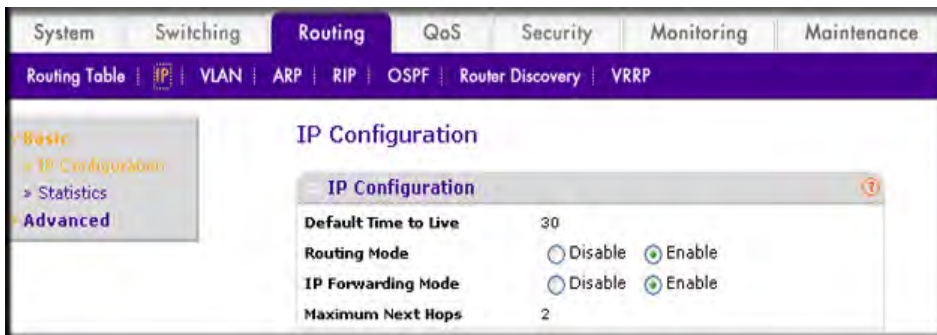 System Switching Routing QoS Security Monitoring Maintenance
Routing Table IP VLAN ARP RIP OSPF Router Discovery VRRP
Basic
» IP Configuration
» Statistics
Advanced
IP Configuration
IP Configuration ?
Default Time to Live 30
Routing Mode Disable Enable
IP Forwarding Mode Disable Enable
Maximum Next Hops 2